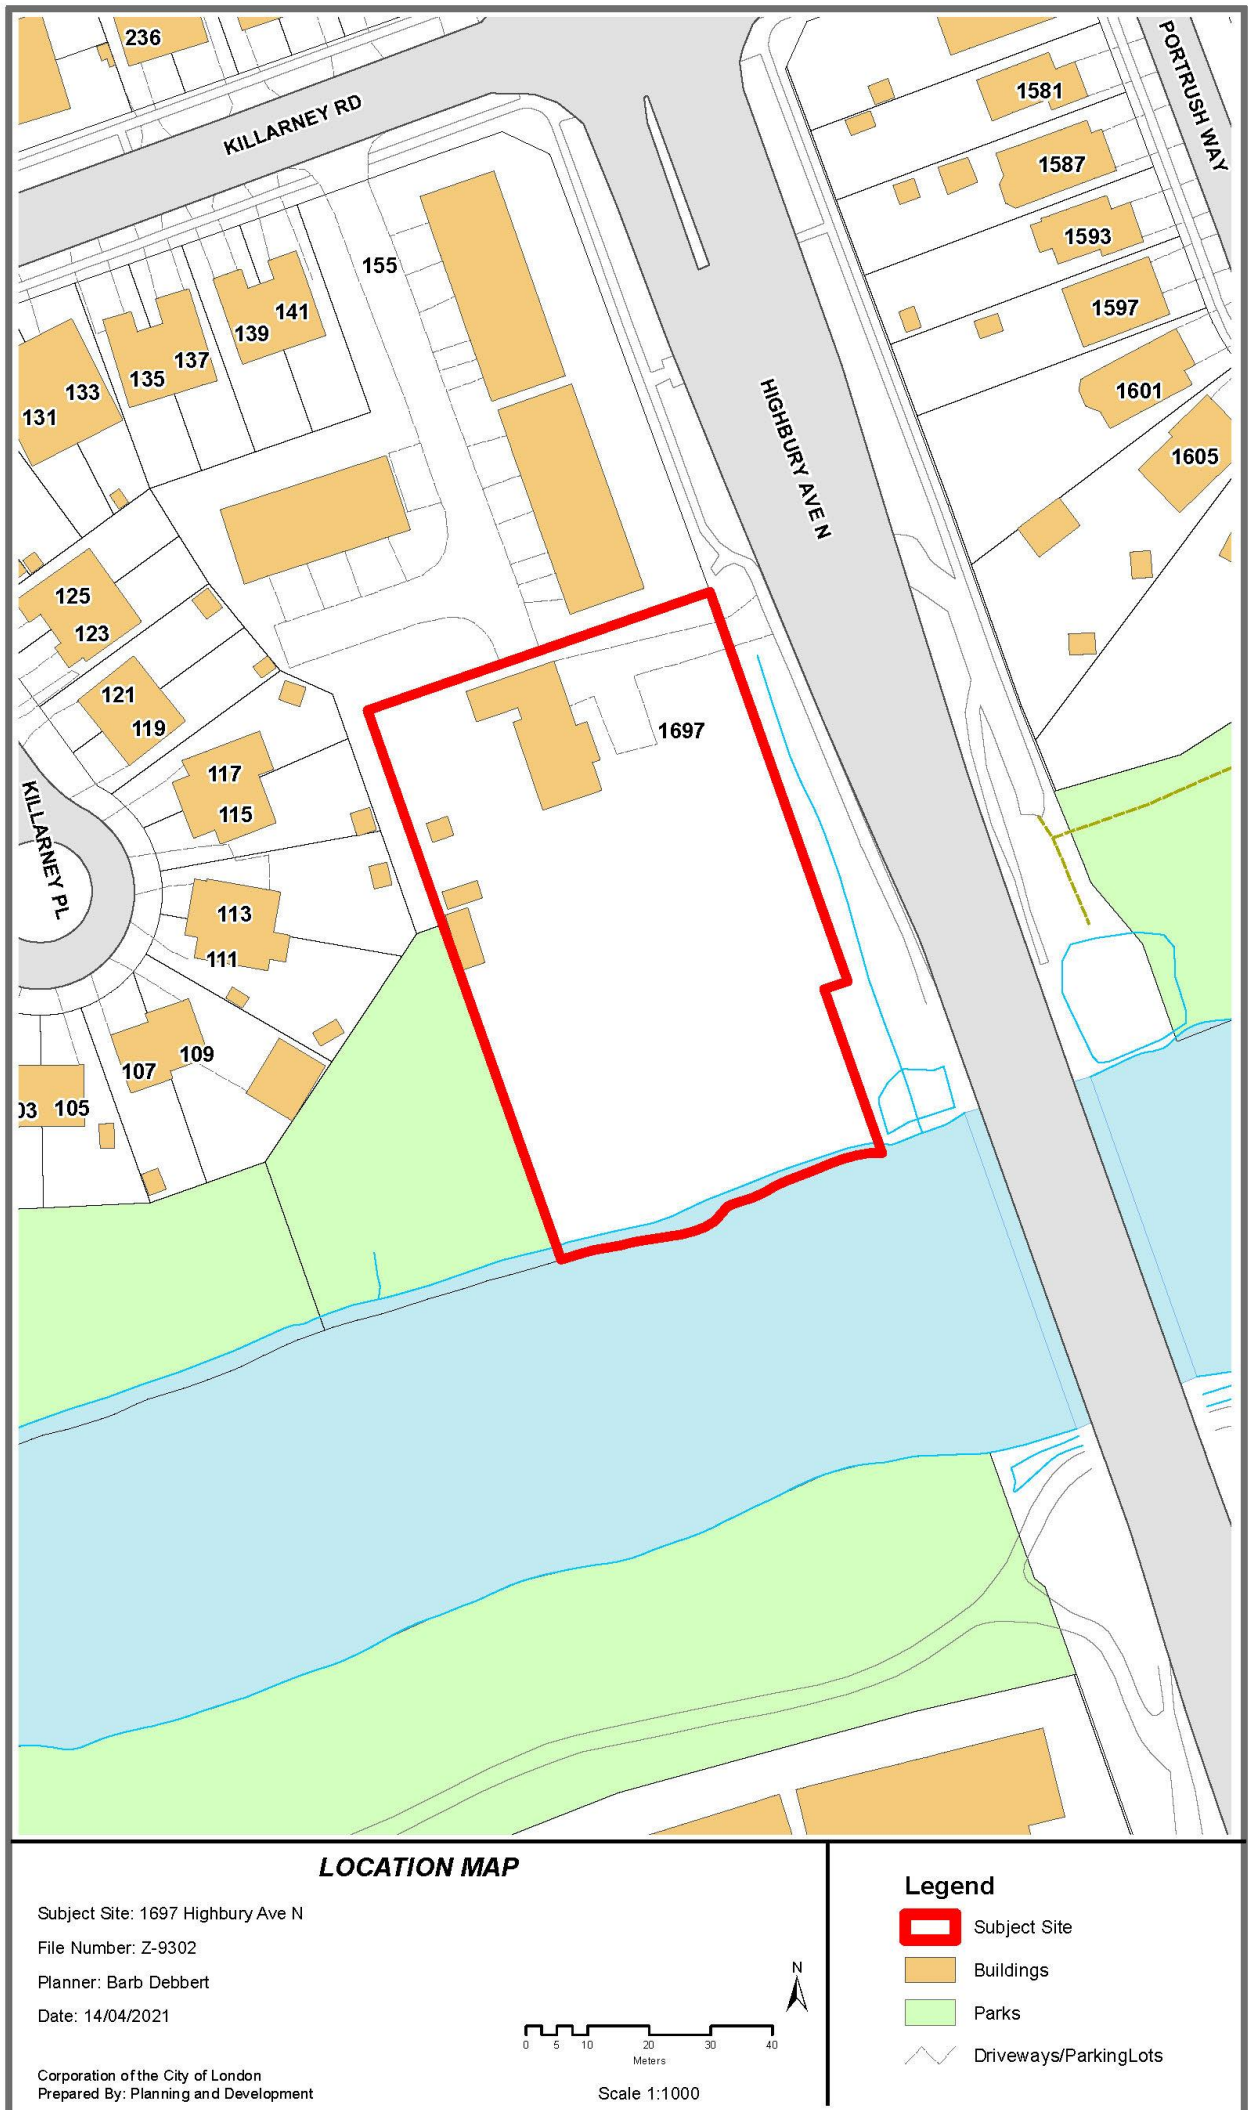 236
KILLARNEY RD
PORTRUSH WAY
1581
1587
1593
1597
1601
1605
155
141
139
137
135
133
131
HIGHBURY AVE N
125
123
121
119
117
115
113
111
109
107
105
03
KILLARNEY PL
1697
LOCATION MAP
Subject Site: 1697 Highbury Ave N
File Number: Z-9302
Planner: Barb Debbert
Date: 14/04/2021
Corporation of the City of London
Prepared By: Planning and Development
N
0 5 10 20 30 40
Meters
Scale 1:1000
Legend
Subject Site
Buildings
Parks
Driveways/ParkingLots